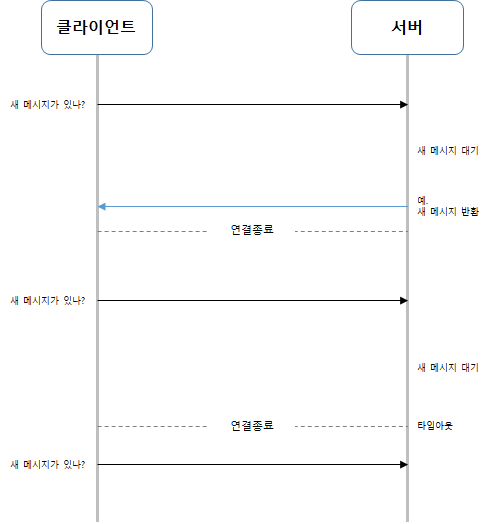 클라이언트
서버
새 메시지가 있나?
새 메시지 대기
예.
새 메시지 반환
연결종료
새 메시지가 있나?
새 메시지 대기
연결종료
타임아웃
새 메시지가 있나?